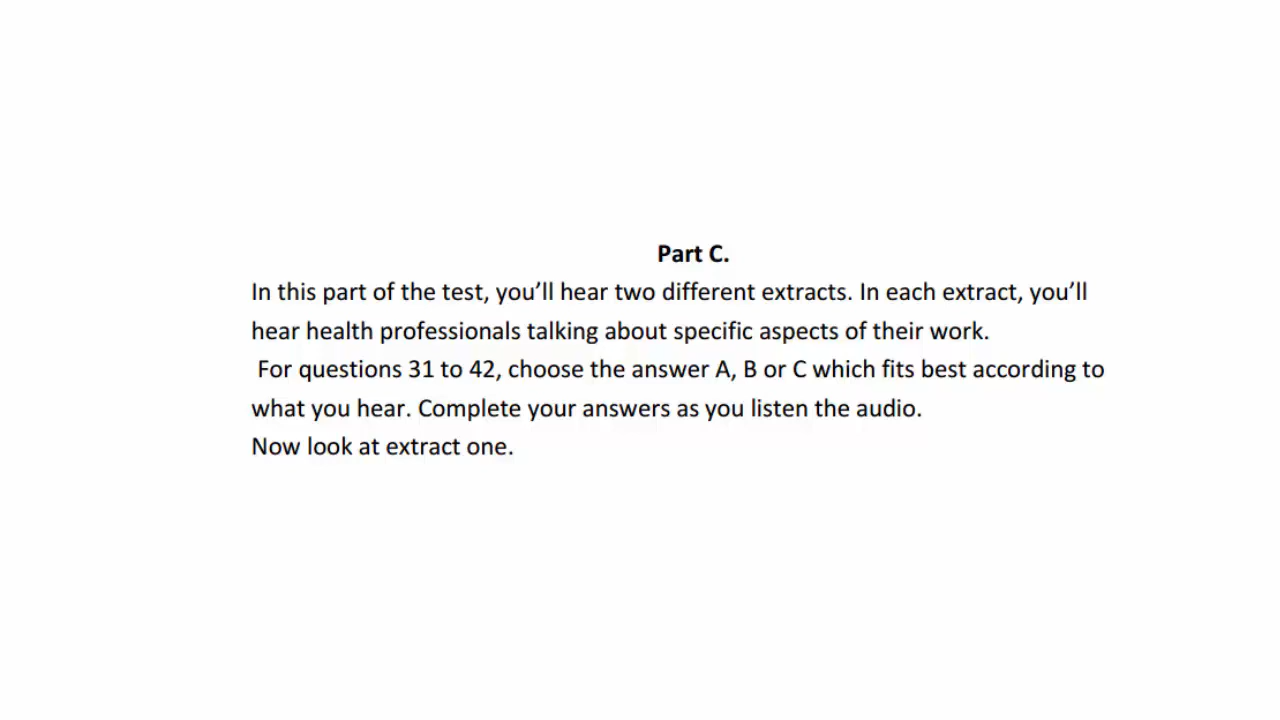 Part C.
In this part of the test, you’ll hear two different extracts. In each extract, you’ll
hear health professionals talking about specific aspects of their work.
For questions 31 to 42, choose the answer A, B or C which fits best according to
what you hear. Complete your answers as you listen the audio.
Now look at extract one.